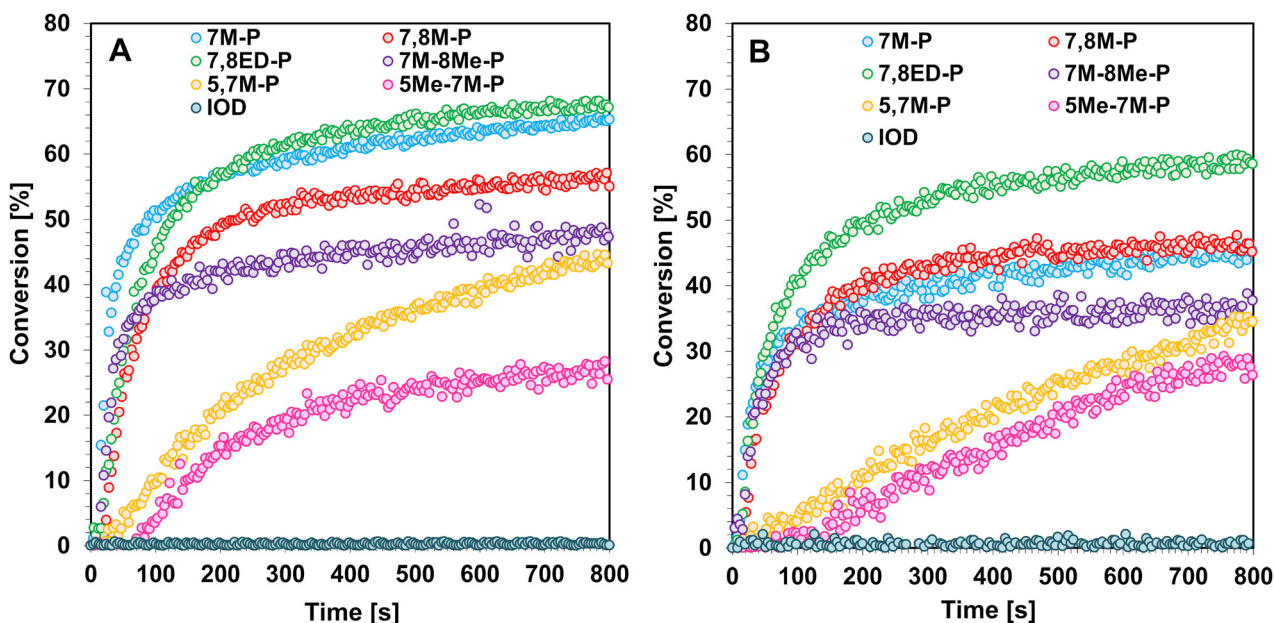 A
7M-P 7,8M-P
7,8ED-P 7M-8Me-P
5,7M-P 5Me-7M-P
IOD
80
70
60
50
40
30
20
10
0
Conversion [%]
0 100 200 300 400 500 600 700 800
Time [s]
B
7M-P 7,8M-P
7,8ED-P 7M-8Me-P
5,7M-P 5Me-7M-P
IOD
80
70
60
50
40
30
20
10
0
Conversion [%]
0 100 200 300 400 500 600 700 800
Time [s]